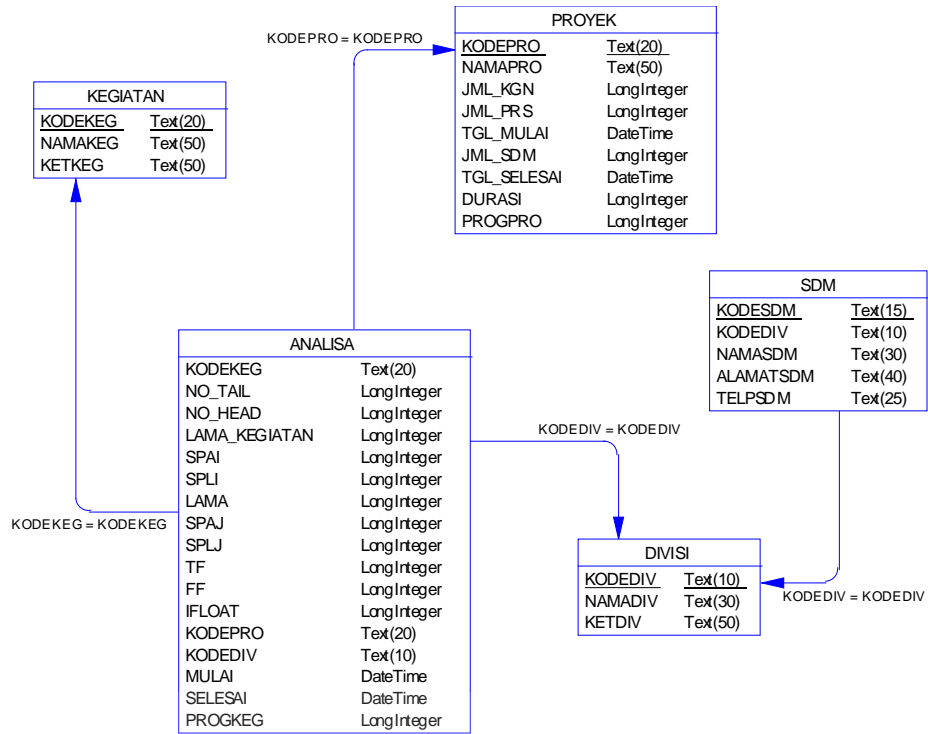 PROYEK
KODEPRO Text(20)
NAMAPRO Text(50)
JML_KGN LongInteger
JML_PRS LongInteger
TGL_MULAI DateTime
JML_SDM LongInteger
TGL_SELESAI DateTime
DURASI LongInteger
PROGPRO LongInteger
KODEPRO = KODEPRO
KEGIATAN
KODEKEG Text(20)
NAMAKEG Text(50)
KETKEG Text(50)
SDM
KODESDM Text(15)
KODEDIV Text(10)
NAMASDM Text(30)
ALAMATSDM Text(40)
TELPSDM Text(25)
ANALISA
KODEKEG Text(20)
NO_TAIL LongInteger
NO_HEAD LongInteger
LAMA_KEGIATAN LongInteger
SPAI LongInteger
SPLI LongInteger
LAMA LongInteger
SPAJ LongInteger
SPLJ LongInteger
TF LongInteger
FF LongInteger
IFLOAT LongInteger
KODEPRO Text(20)
KODEDIV Text(10)
MULAI DateTime
SELESAI DateTime
PROGKEG LongInteger
KODEDIV = KODEDIV
KODEKEG = KODEKEG
DIVISI
KODEDIV Text(10)
NAMADIV Text(30)
KETDIV Text(50)
KODEDIV = KODEDIV